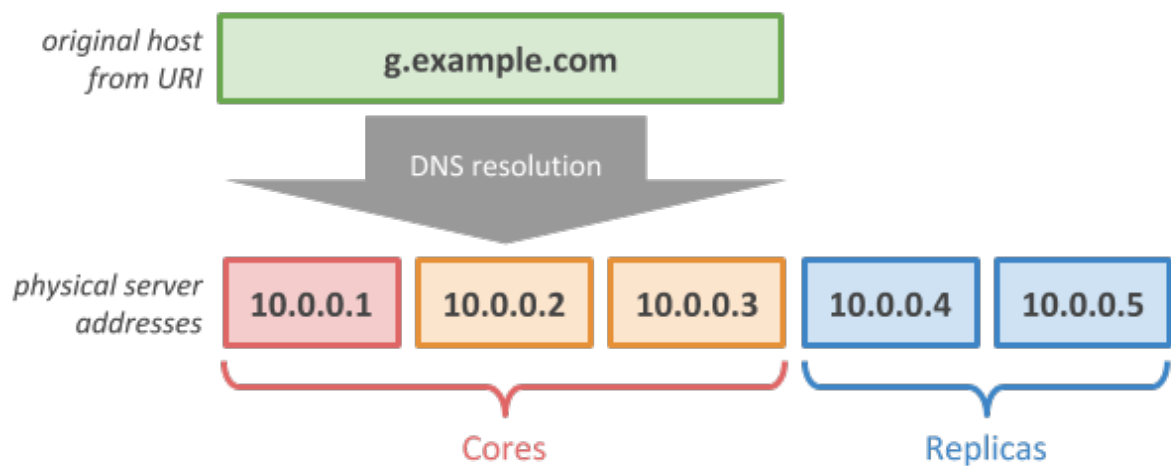 original host
from URI
g.example.com
DNS resolution
physical server
addresses
10.0.0.1
10.0.0.2
10.0.0.3
10.0.0.4
10.0.0.5
Cores
Replicas